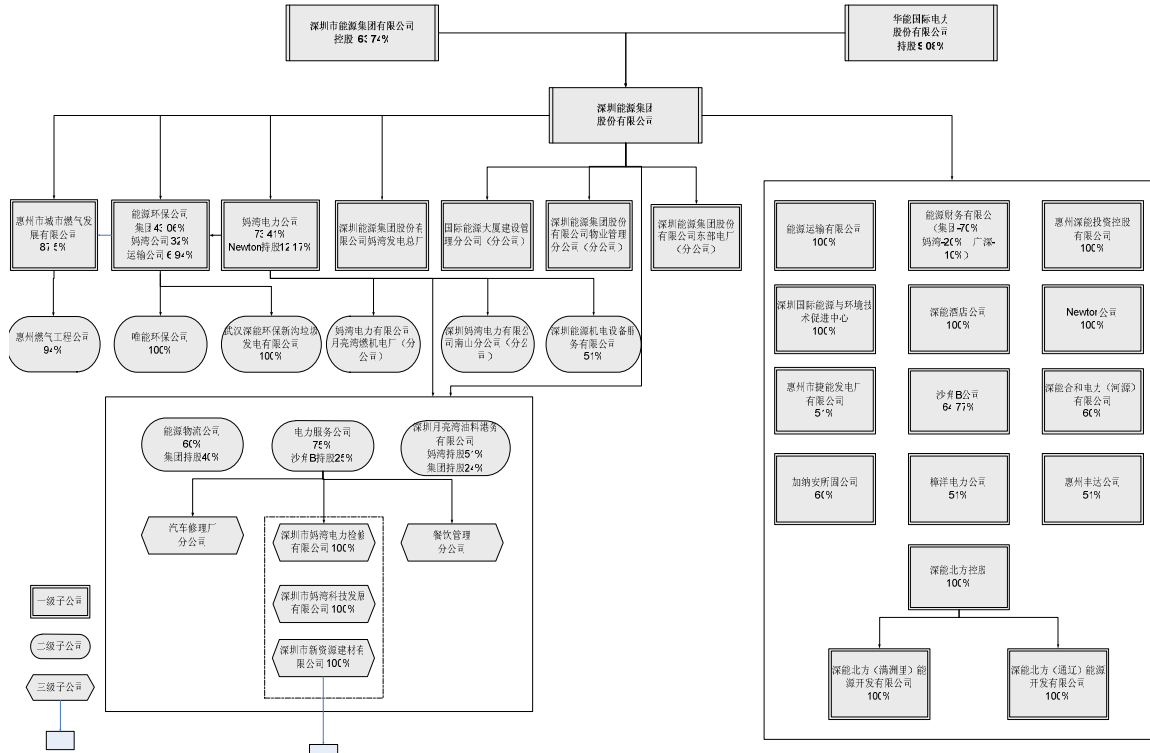 深圳市能源集团有限公司
控股 63.74%
华能国际电力
股份有限公司
持股9.08%
深圳能源集团
股份有限公司
惠州市城市燃气发
展有限公司
87.5%
能源环保公司
集团43.06%
妈湾公司32%
运输公司6.94%
妈湾电力公司
73.41%
Newton持股12.17%
深圳能源集团股份有
限公司妈湾发电总厂
国际能源大厦建设管
理分公司（分公司）
深圳能源集团股份
有限公司物业管理
分公司（分公司）
深圳能源集团股份
有限公司东部电厂
（分公司）
惠州燃气工程公司
94%
唯能环保公司
100%
武汉深能环保新沟垃圾
发电有限公司
100%
妈湾电力有限公司
月亮湾燃机电厂（分
公司）
深圳妈湾电力有限公
司南山分公司（分公
司）
深圳能源机电设备服
务有限公司
51%
能源物流公司
60%
集团持股40%
电力服务公司
75%
沙角B持股25%
深圳月亮湾油料港务
有限公司
妈湾持股51%
集团持股24%
汽车修理厂
分公司
深圳市妈湾电力检修
有限公司 100%
餐饮管理
分公司
深圳市妈湾科技发展
有限公司 100%
深圳市新资源建材有
限公司 100%
一级子公司
二级子公司
三级子公司
能源运输有限公司
100%
能源财务有限公
（集团-70%
妈湾-20% 广深-
10%）
惠州深能投资控股
有限公司
100%
深圳国际能源与环境技
术促进中心
100%
深能酒店公司
100%
Newton公司
100%
惠州市捷能发电厂
有限公司
51%
沙角B公司
64.77%
深能合和电力（河源）
有限公司
60%
加纳安所固公司
60%
樟洋电力公司
51%
惠州丰达公司
51%
深能北方控股
100%
深能北方（满洲里）能
源开发有限公司
100%
深能北方（通辽）能源
开发有限公司
100%